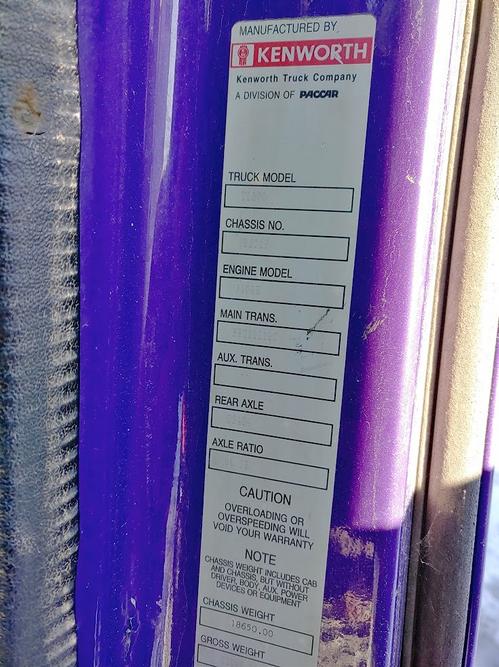 MANUFACTURED BY
KENWORTH
Kenworth Truck Company
A DIVISION OF PACCAR
TRUCK MODEL
CHASSIS NO.
ENGINE MODEL
MAIN TRANS.
AUX. TRANS.
REAR AXLE
AXLE RATIO
CAUTION
OVERLOADING OR
OVERSPEEDING WILL
VOID YOUR WARRANTY
NOTE
CHASSIS WEIGHT INCLUDES CAB
AND CHASSIS, BUT WITHOUT
DRIVER, BODY, AUX. POWER
DEVICES OR EQUIPMENT
CHASSIS WEIGHT
18650.00
GROSS WEIGHT